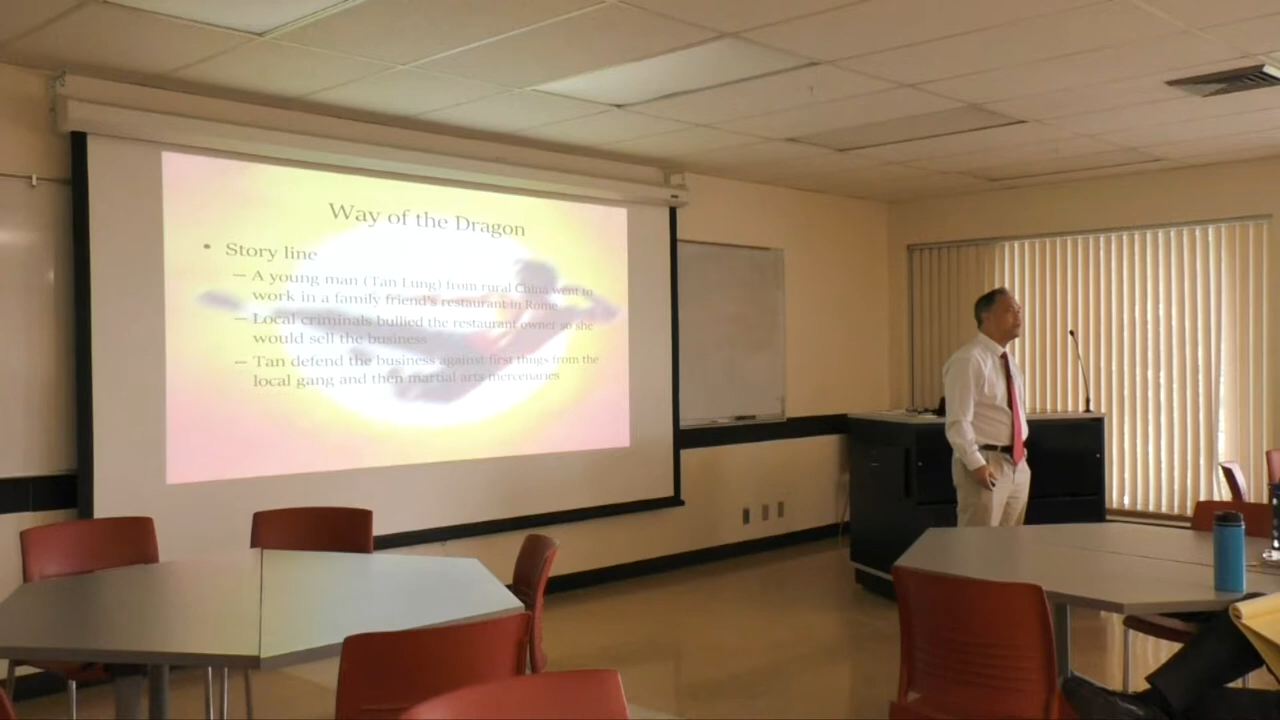 Way of the Dragon
• Story line
– A young man (Tan Lung) from rural China went to
work in a family friend's restaurant in Rome
– Local criminals bullied the restaurant owner so she
would sell the business
– Tan defend the business against first thugs from the
local gang and then martial arts mercenaries